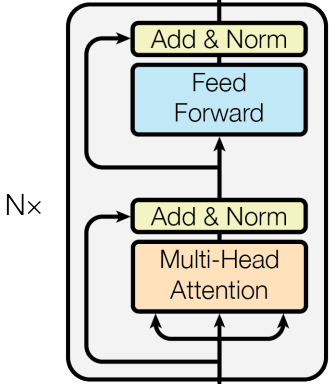 Add & Norm
Feed
Forward
N×
Add & Norm
Multi-Head
Attention